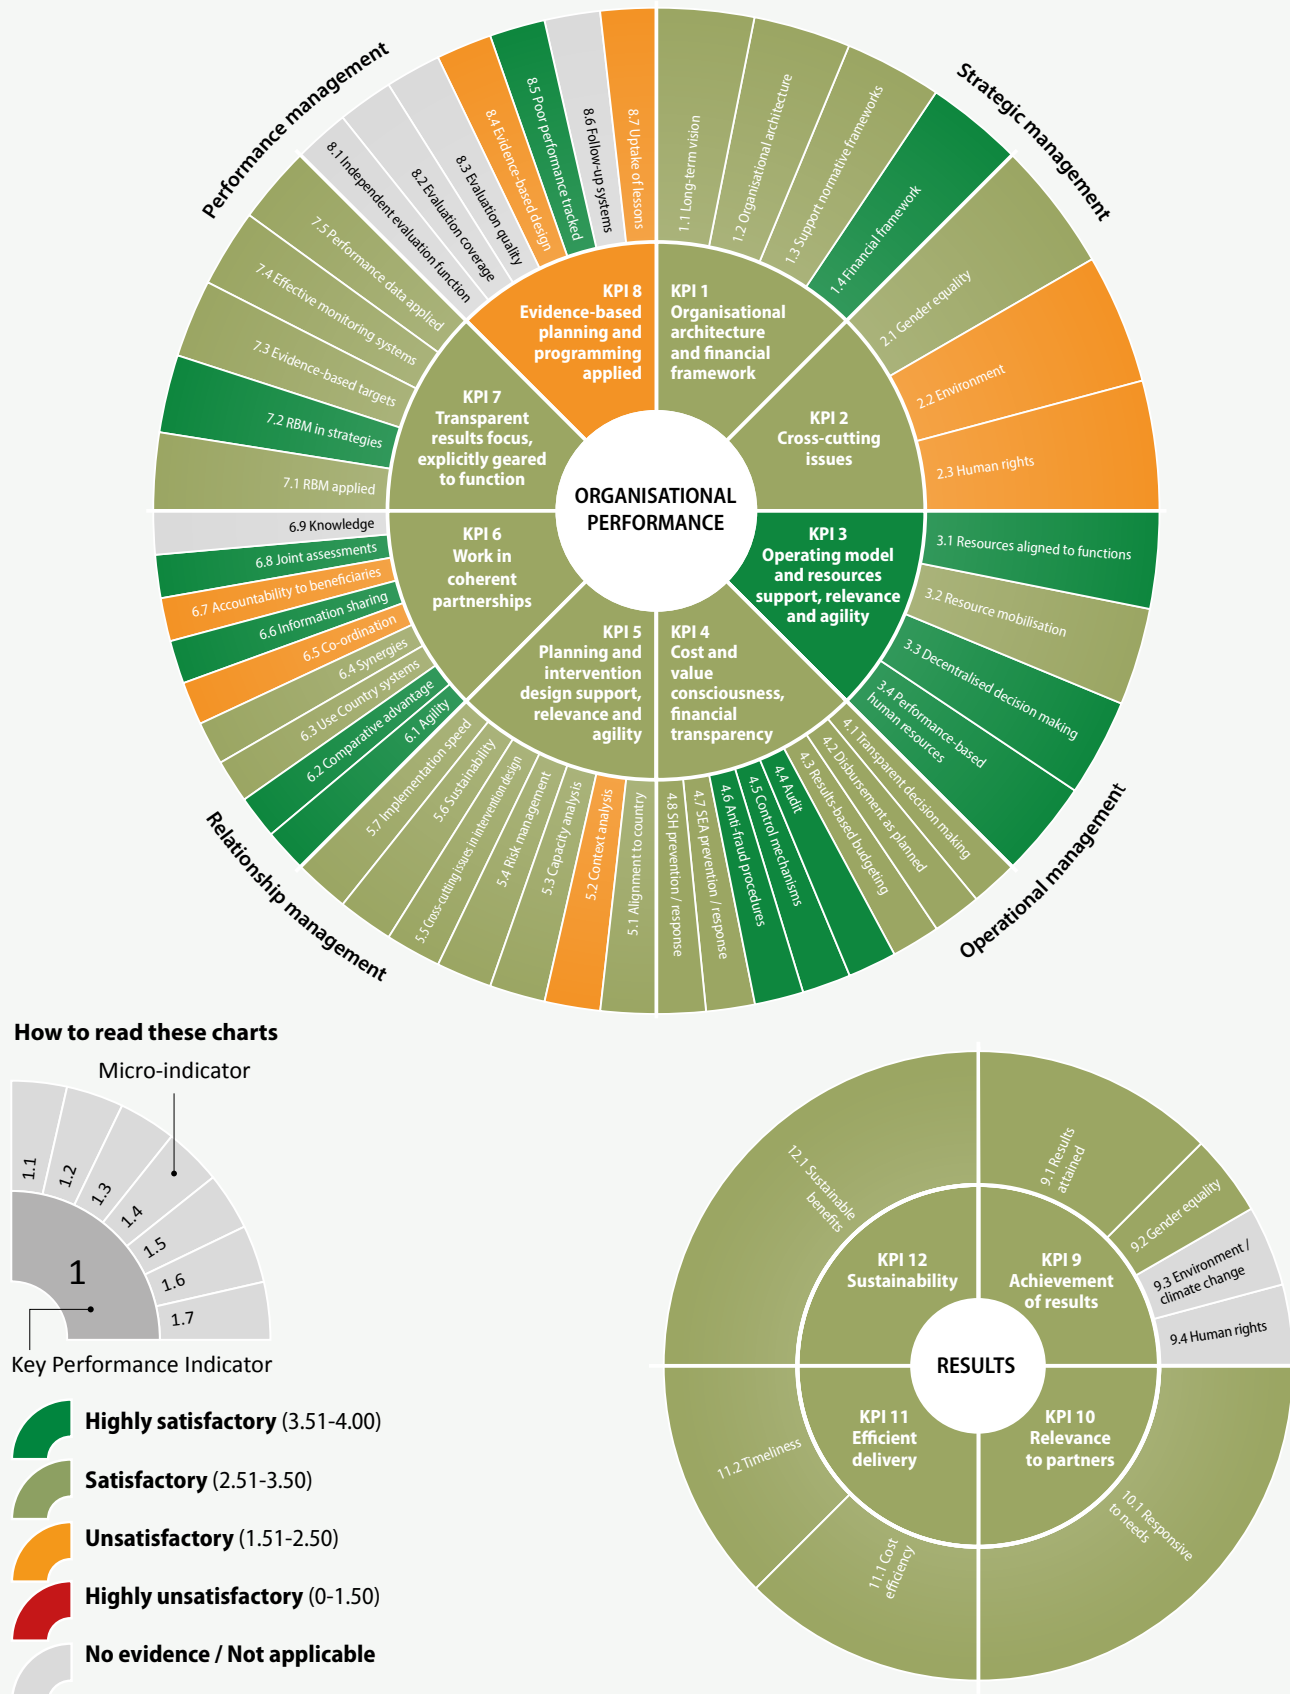 Performance management
Strategic management
Operational management
Relationship management
ORGANISATIONAL
PERFORMANCE
KPI 1
Organisational
architecture
and financial
framework
1.1 Long-term vision
1.2 Organisational architecture
1.3 Support normative frameworks
1.4 Financial framework
KPI 2
Cross-cutting
issues
2.1 Gender equality
2.2 Environment
2.3 Human rights
KPI 3
Operating model
and resources
support, relevance
and agility
3.1 Resources aligned to functions
3.2 Resource mobilisation
3.3 Decentralised decision making
3.4 Performance-based
human resources
KPI 4
Cost and
value
consciousness,
financial
transparency
4.1 Transparent decision making
4.2 Disbursement as planned
4.3 Results-based budgeting
4.4 Audit
4.5 Control mechanisms
4.6 Anti-fraud procedures
4.7 SEA prevention / response
4.8 SH prevention / response
KPI 5
Planning and
intervention
design support,
relevance and
agility
5.1 Alignment to country
5.2 Context analysis
5.3 Capacity analysis
5.4 Risk management
5.5 Cross-cutting issues in intervention design
5.6 Sustainability
5.7 Implementation speed
KPI 6
Work in
coherent
partnerships
6.1 Agility
6.2 Comparative advantage
6.3 Use Country systems
6.4 Synergies
6.5 Co-ordination
6.6 Information sharing
6.7 Accountability to beneficiaries
6.8 Joint assessments
6.9 Knowledge
KPI 7
Transparent
results focus,
explicitly geared
to function
7.1 RBM applied
7.2 RBM in strategies
7.3 Evidence-based targets
7.4 Effective monitoring systems
7.5 Performance data applied
KPI 8
Evidence-based
planning and
programming
applied
8.1 Independent evaluation function
8.2 Evaluation coverage
8.3 Evaluation quality
8.4 Evidence-based design
8.5 Poor performance tracked
8.6 Follow-up systems
8.7 Uptake of lessons
How to read these charts
Micro-indicator
1.1
1.2
1.3
1.4
1.5
1.6
1.7
1
Key Performance Indicator
Highly satisfactory (3.51-4.00)
Satisfactory (2.51-3.50)
Unsatisfactory (1.51-2.50)
Highly unsatisfactory (0-1.50)
No evidence / Not applicable
RESULTS
KPI 9
Achievement
of results
9.1 Results
attained
9.2 Gender equality
9.3 Environment /
climate change
9.4 Human rights
KPI 10
Relevance
to partners
10.1 Responsive
to needs
KPI 11
Efficient
delivery
11.1 Cost
efficiency
11.2 Timeliness
KPI 12
Sustainability
12.1 Sustainable
benefits